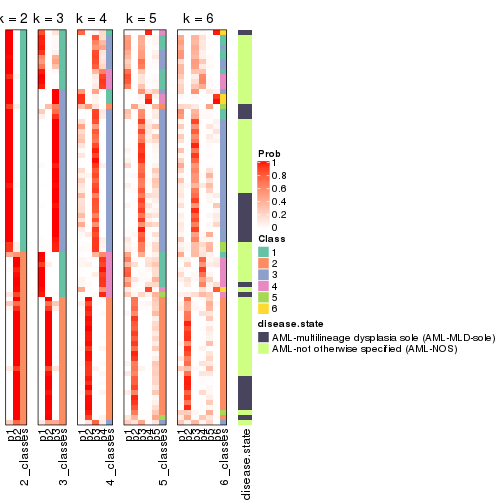 k = 2 k = 3 k = 4 k = 5 k = 6
Prob
1
0.8
0.6
0.4
0.2
0
Class
1
2
3
4
5
6
disease.state
AML-multilineage dysplasia sole (AML-MLD-sole)
AML-not otherwise specified (AML-NOS)
p1
p2
2_classes
p1
p2
p3
3_classes
p1
p2
p3
p4
4_classes
p1
p2
p3
p4
p5
5_classes
p1
p2
p3
p4
p5
p6
6_classes
disease.state